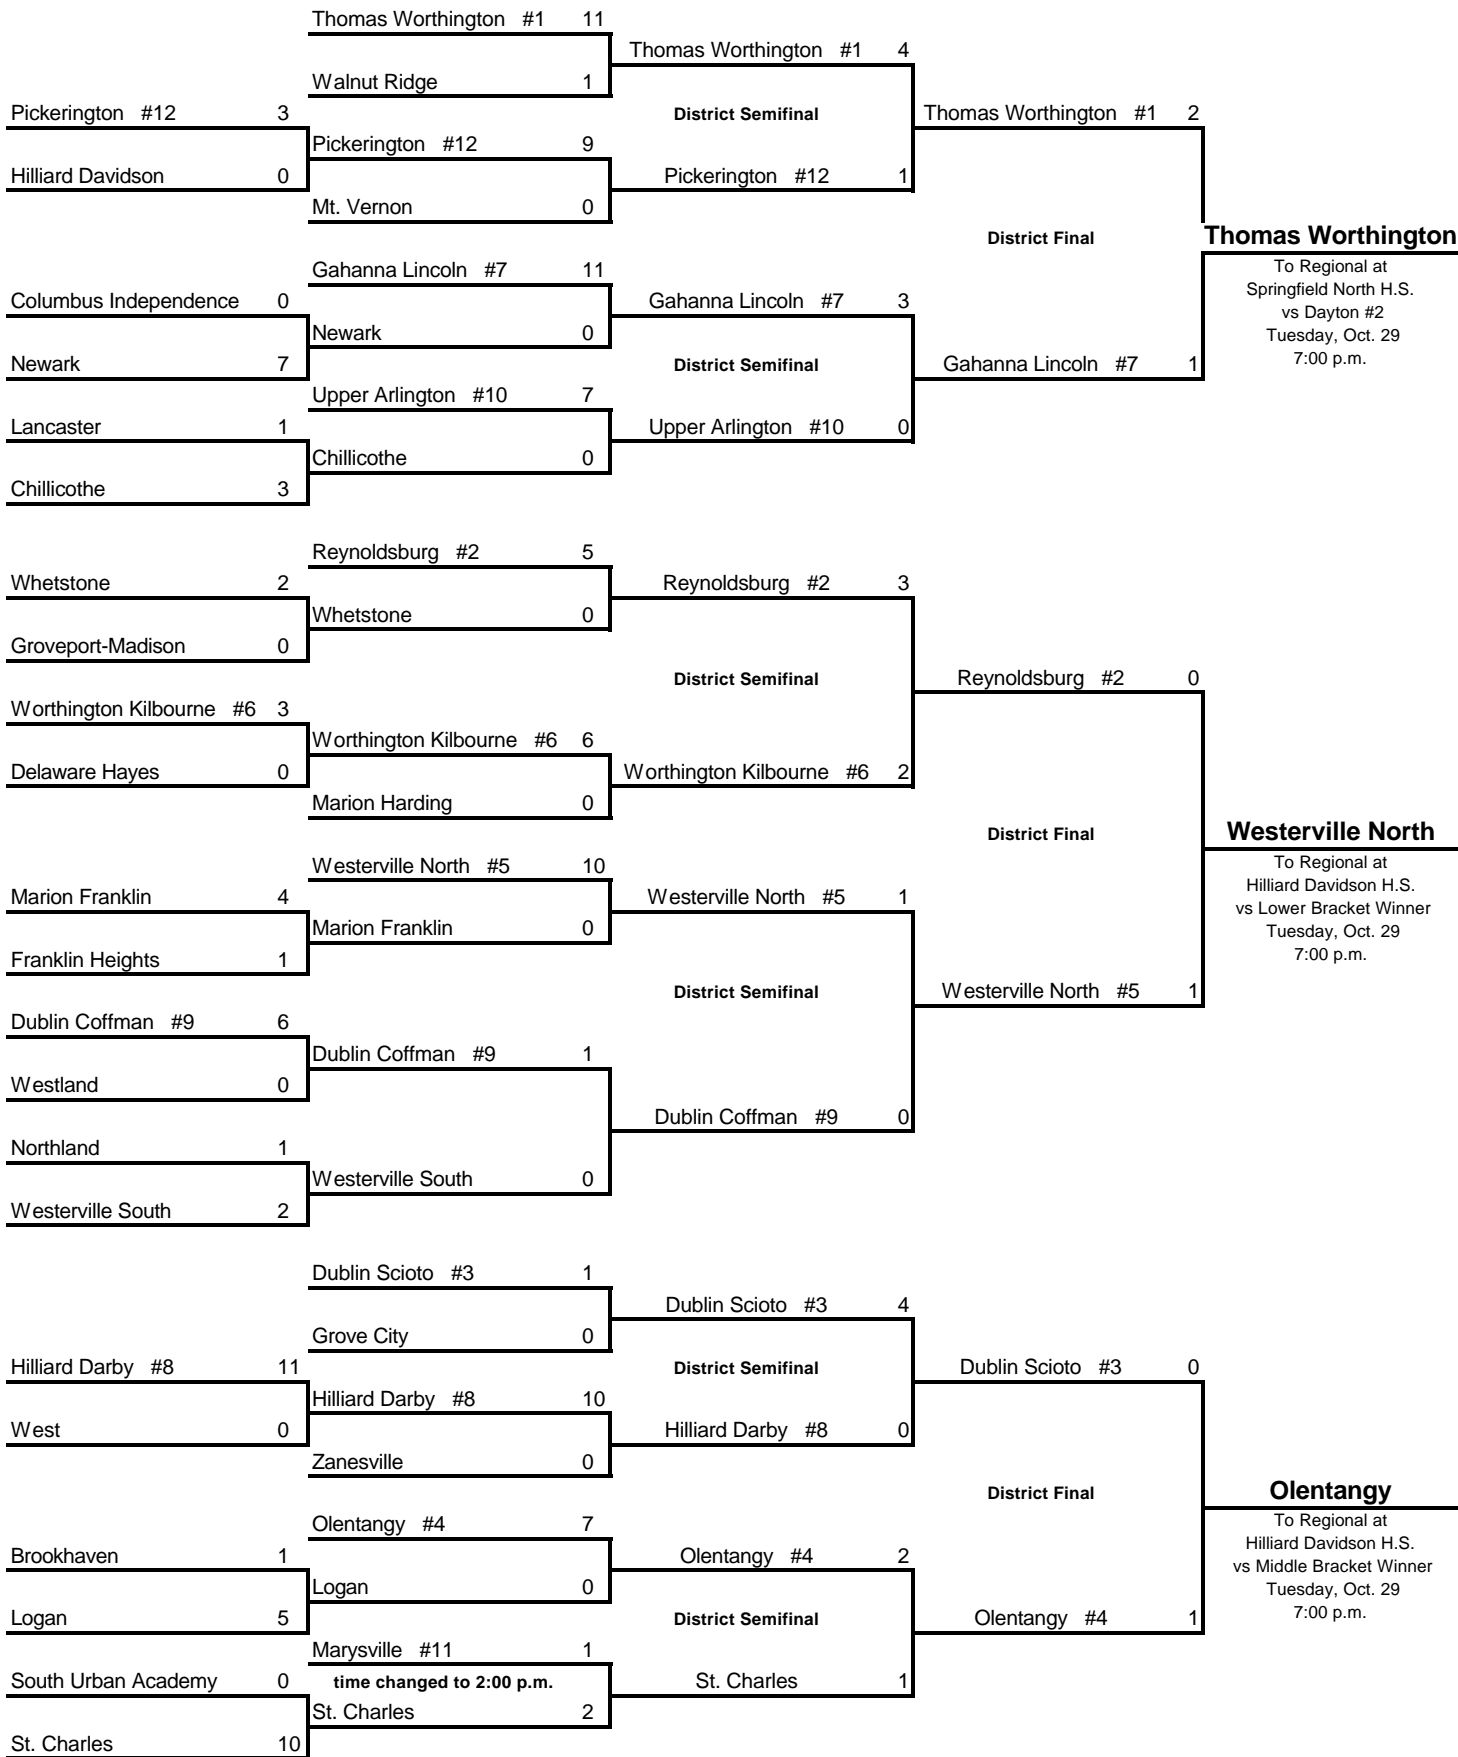 Thomas Worthington #1 11
Thomas Worthington #1 4
Walnut Ridge 1
Pickerington #12 3
District Semifinal
Thomas Worthington #1 2
Pickerington #12 9
Hilliard Davidson 0
Pickerington #12 1
Mt. Vernon 0
District Final
Thomas Worthington
Gahanna Lincoln #7 11
To Regional at
Springfield North H.S.
vs Dayton #2
Tuesday, Oct. 29
7:00 p.m.
Columbus Independence 0
Gahanna Lincoln #7 3
Newark 0
Newark 7
District Semifinal
Gahanna Lincoln #7 1
Upper Arlington #10 7
Lancaster 1
Upper Arlington #10 0
Chillicothe 0
Chillicothe 3
Reynoldsburg #2 5
Whetstone 2
Reynoldsburg #2 3
Whetstone 0
Groveport-Madison 0
District Semifinal
Reynoldsburg #2 0
Worthington Kilbourne #6 3
Worthington Kilbourne #6 6
Delaware Hayes 0
Worthington Kilbourne #6 2
Marion Harding 0
District Final
Westerville North
Westerville North #5 10
To Regional at
Hilliard Davidson H.S.
vs Lower Bracket Winner
Tuesday, Oct. 29
7:00 p.m.
Marion Franklin 4
Westerville North #5 1
Marion Franklin 0
Franklin Heights 1
District Semifinal
Westerville North #5 1
Dublin Coffman #9 6
Dublin Coffman #9 1
Westland 0
Dublin Coffman #9 0
Northland 1
Westerville South 0
Westerville South 2
Dublin Scioto #3 1
Dublin Scioto #3 4
Grove City 0
Hilliard Darby #8 11
District Semifinal
Dublin Scioto #3 0
Hilliard Darby #8 10
West 0
Hilliard Darby #8 0
Zanesville 0
District Final
Olentangy
Olentangy #4 7
To Regional at
Hilliard Davidson H.S.
vs Middle Bracket Winner
Tuesday, Oct. 29
7:00 p.m.
Brookhaven 1
Olentangy #4 2
Logan 0
Logan 5
District Semifinal
Olentangy #4 1
Marysville #11 1
South Urban Academy 0
time changed to 2:00 p.m.
St. Charles 1
St. Charles 2
St. Charles 10